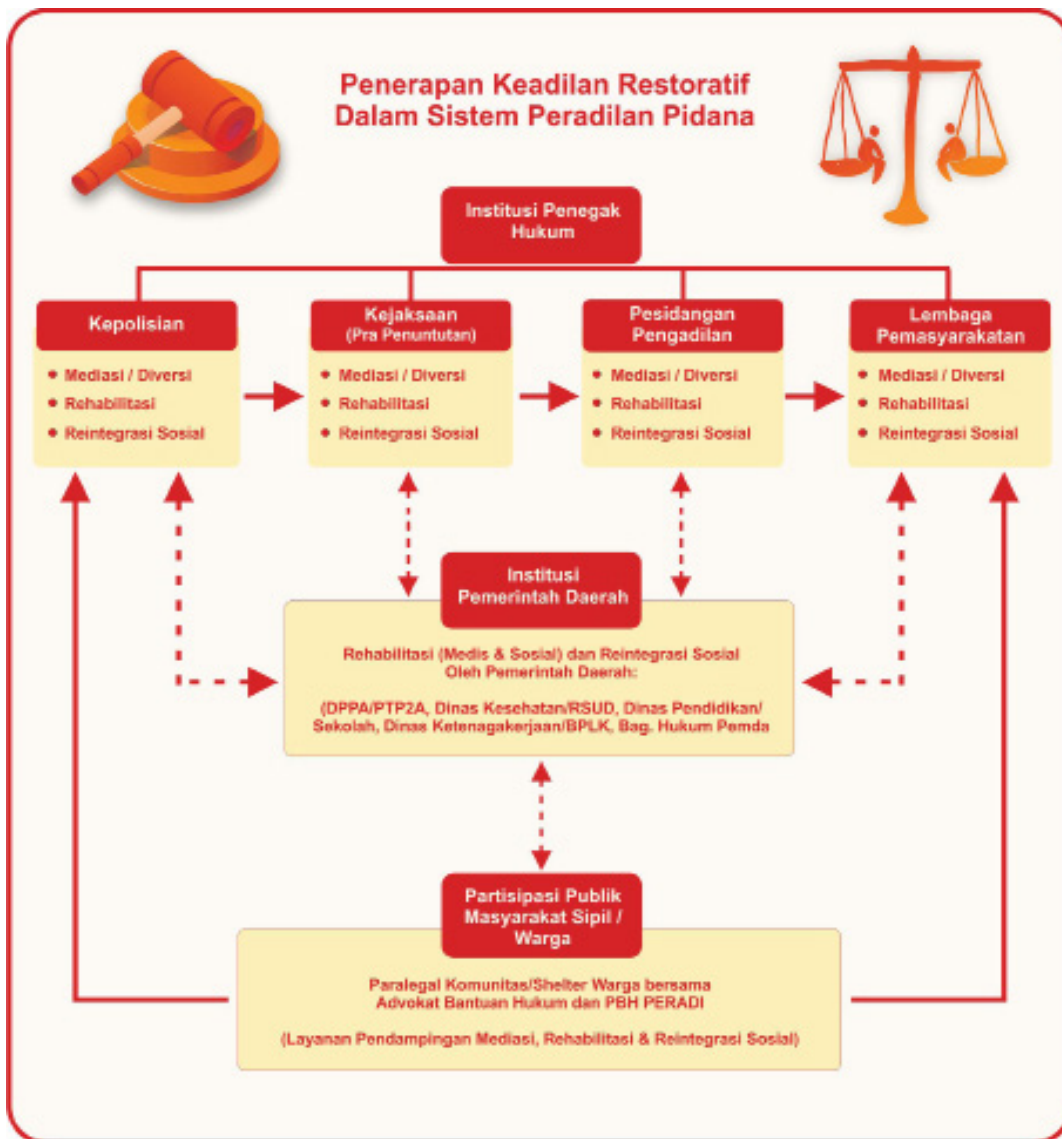 Penerapan Keadilan Restoratif
Dalam Sistem Peradilan Pidana
Institusi Penegak
Hukum
Kepolisian
• Mediasi / Diversi
• Rehabilitasi
• Reintegrasi Sosial
Kejaksaan
(Pra Penuntutan)
• Mediasi / Diversi
• Rehabilitasi
• Reintegrasi Sosial
Pesidangan
Pengadilan
• Mediasi / Diversi
• Rehabilitasi
• Reintegrasi Sosial
Lembaga
Pemasyarakatan
• Mediasi / Diversi
• Rehabilitasi
• Reintegrasi Sosial
Institusi
Pemerintah Daerah
Rehabilitasi (Medis & Sosial) dan Reintegrasi Sosial
Oleh Pemerintah Daerah:
(DPPA/PTP2A, Dinas Kesehatan/RSUD, Dinas Pendidikan/
Sekolah, Dinas Ketenagakerjaan/BPLK, Bag. Hukum Pemda
Partisipasi Publik
Masyarakat Sipil /
Warga
Paralegal Komunitas/Shelter Warga bersama
Advokat Bantuan Hukum dan PBH PERADI
(Layanan Pendampingan Mediasi, Rehabilitasi & Reintegrasi Sosial)